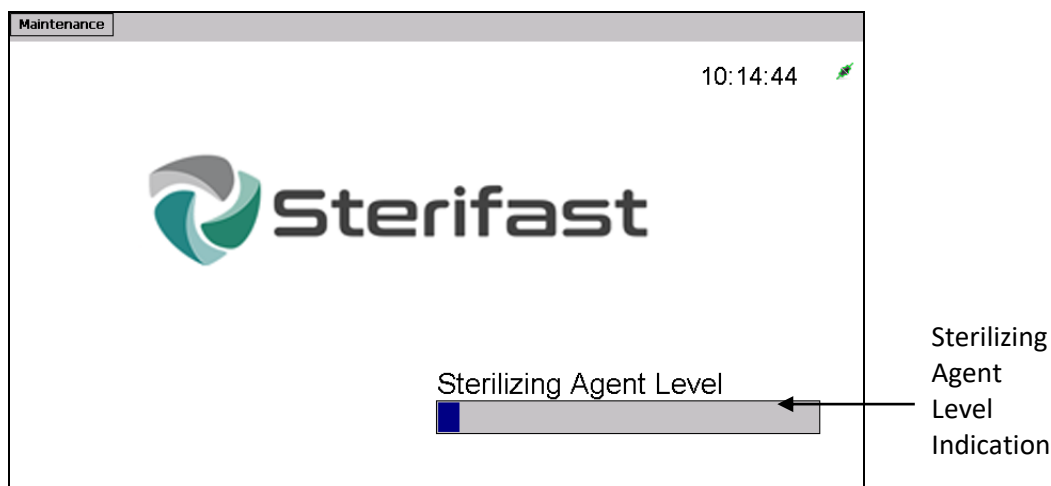 Maintenance
10:14:44
Sterifast
Sterilizing Agent Level
Sterilizing
Agent
Level
Indication